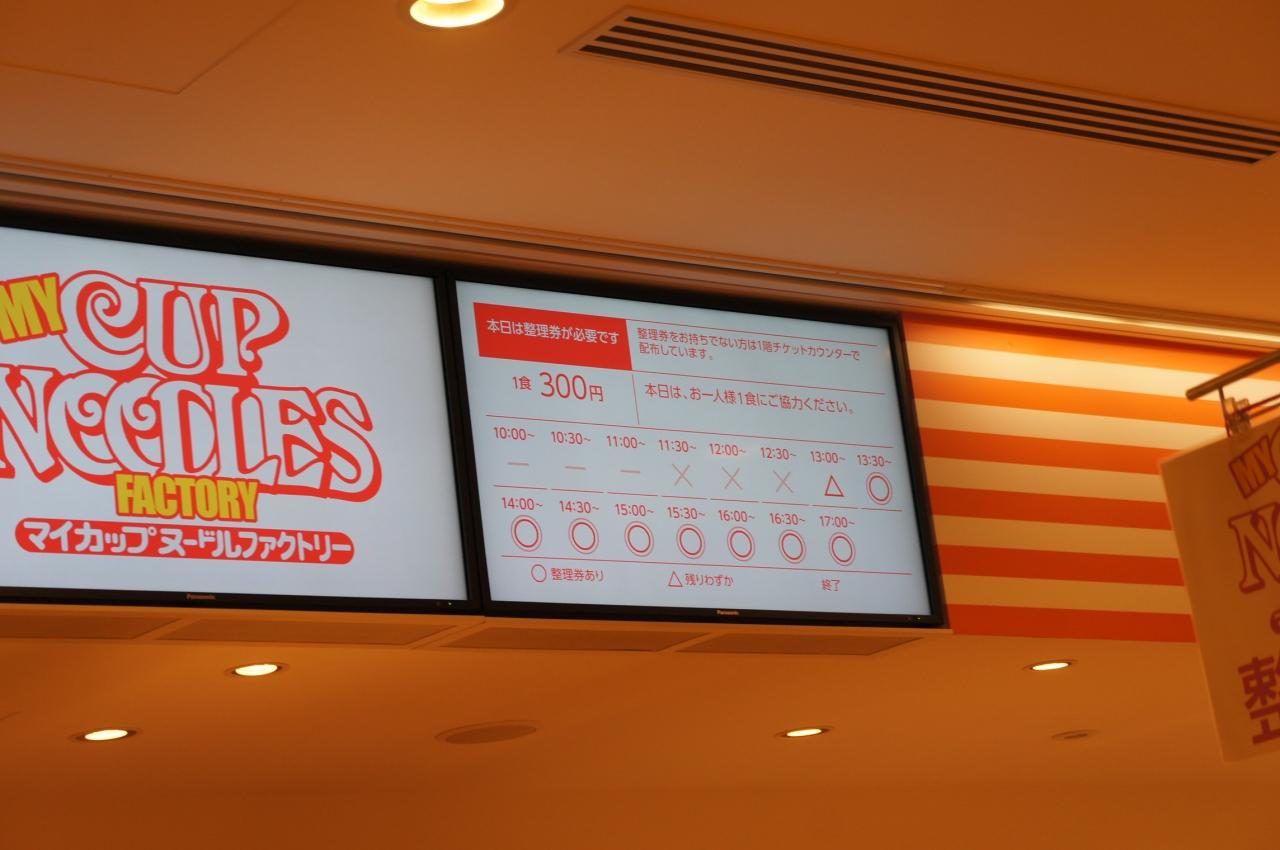 MY
CUP
NOODLES
FACTORY
マイカップヌードルファクトリー
本日は整理券が必要です
整理券をお持ちでない方は1階チケットカウンターで
配布しています。
1食 300円
本日は、お一人様1食にご協力ください。
10:00~ 10:30~ 11:00~ 11:30~ 12:00~ 12:30~ 13:00~ 13:30~
― ― ― × × × △ ◎
14:00~ 14:30~ 15:00~ 15:30~ 16:00~ 16:30~ 17:00~
◎ ◎ ◎ ◎ ◎ ◎ ◎
○ 整理券あり △ 残りわずか 終了
Panasonic
Panasonic
MY
N
整